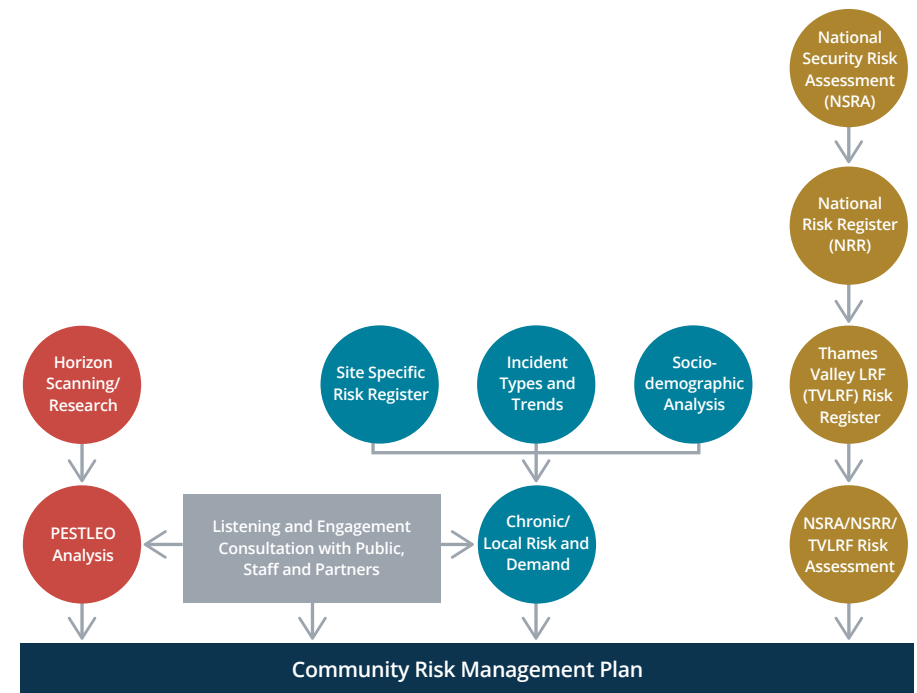 National
Security Risk
Assessment
(NSRA)
National
Risk Register
(NRR)
Horizon
Scanning/
Research
Site Specific
Risk Register
Incident
Types and
Trends
Socio-
demographic
Analysis
Thames
Valley LRF
(TVLRF) Risk
Register
PESTLEO
Analysis
Listening and Engagement
Consultation with Public,
Staff and Partners
Chronic/
Local Risk and
Demand
NSRA/NSRR/
TVLRF Risk
Assessment
Community Risk Management Plan